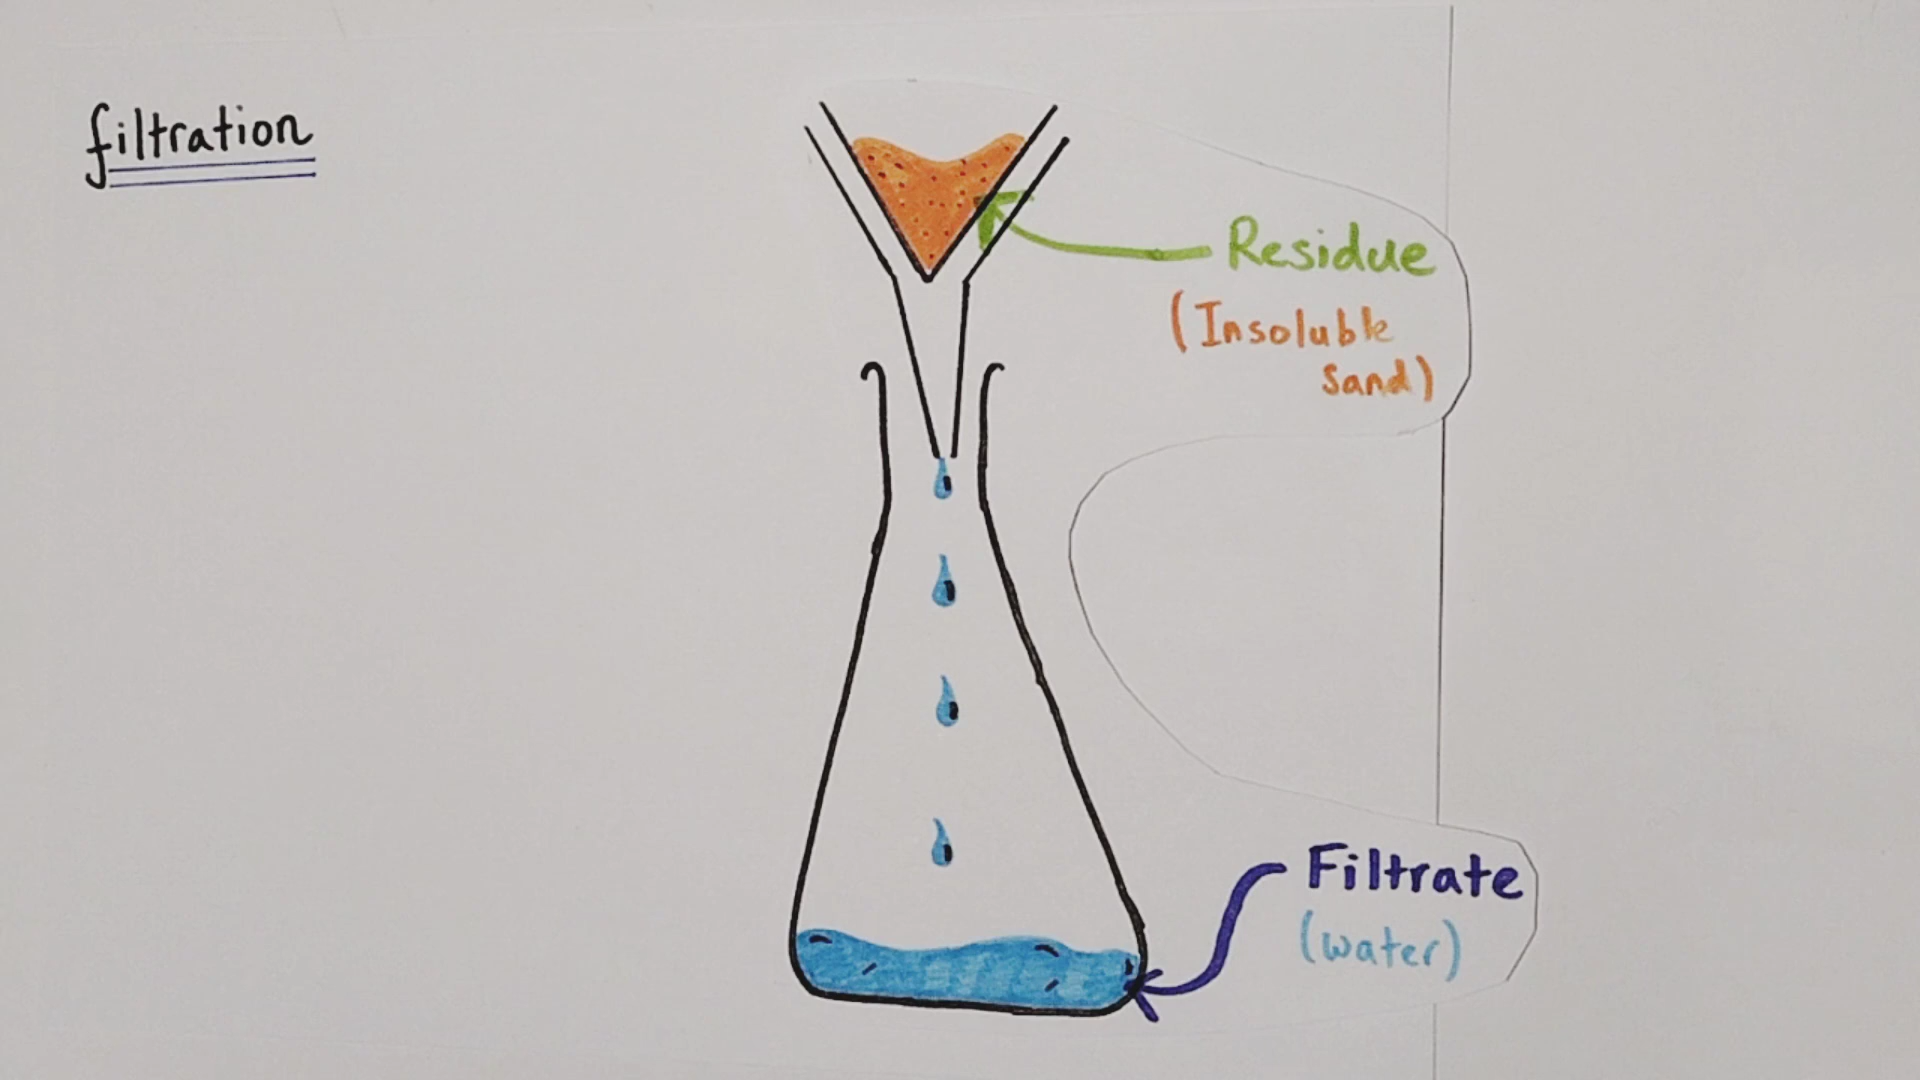 filtration
Residue
(Insoluble
Sand)
Filtrate
(water)